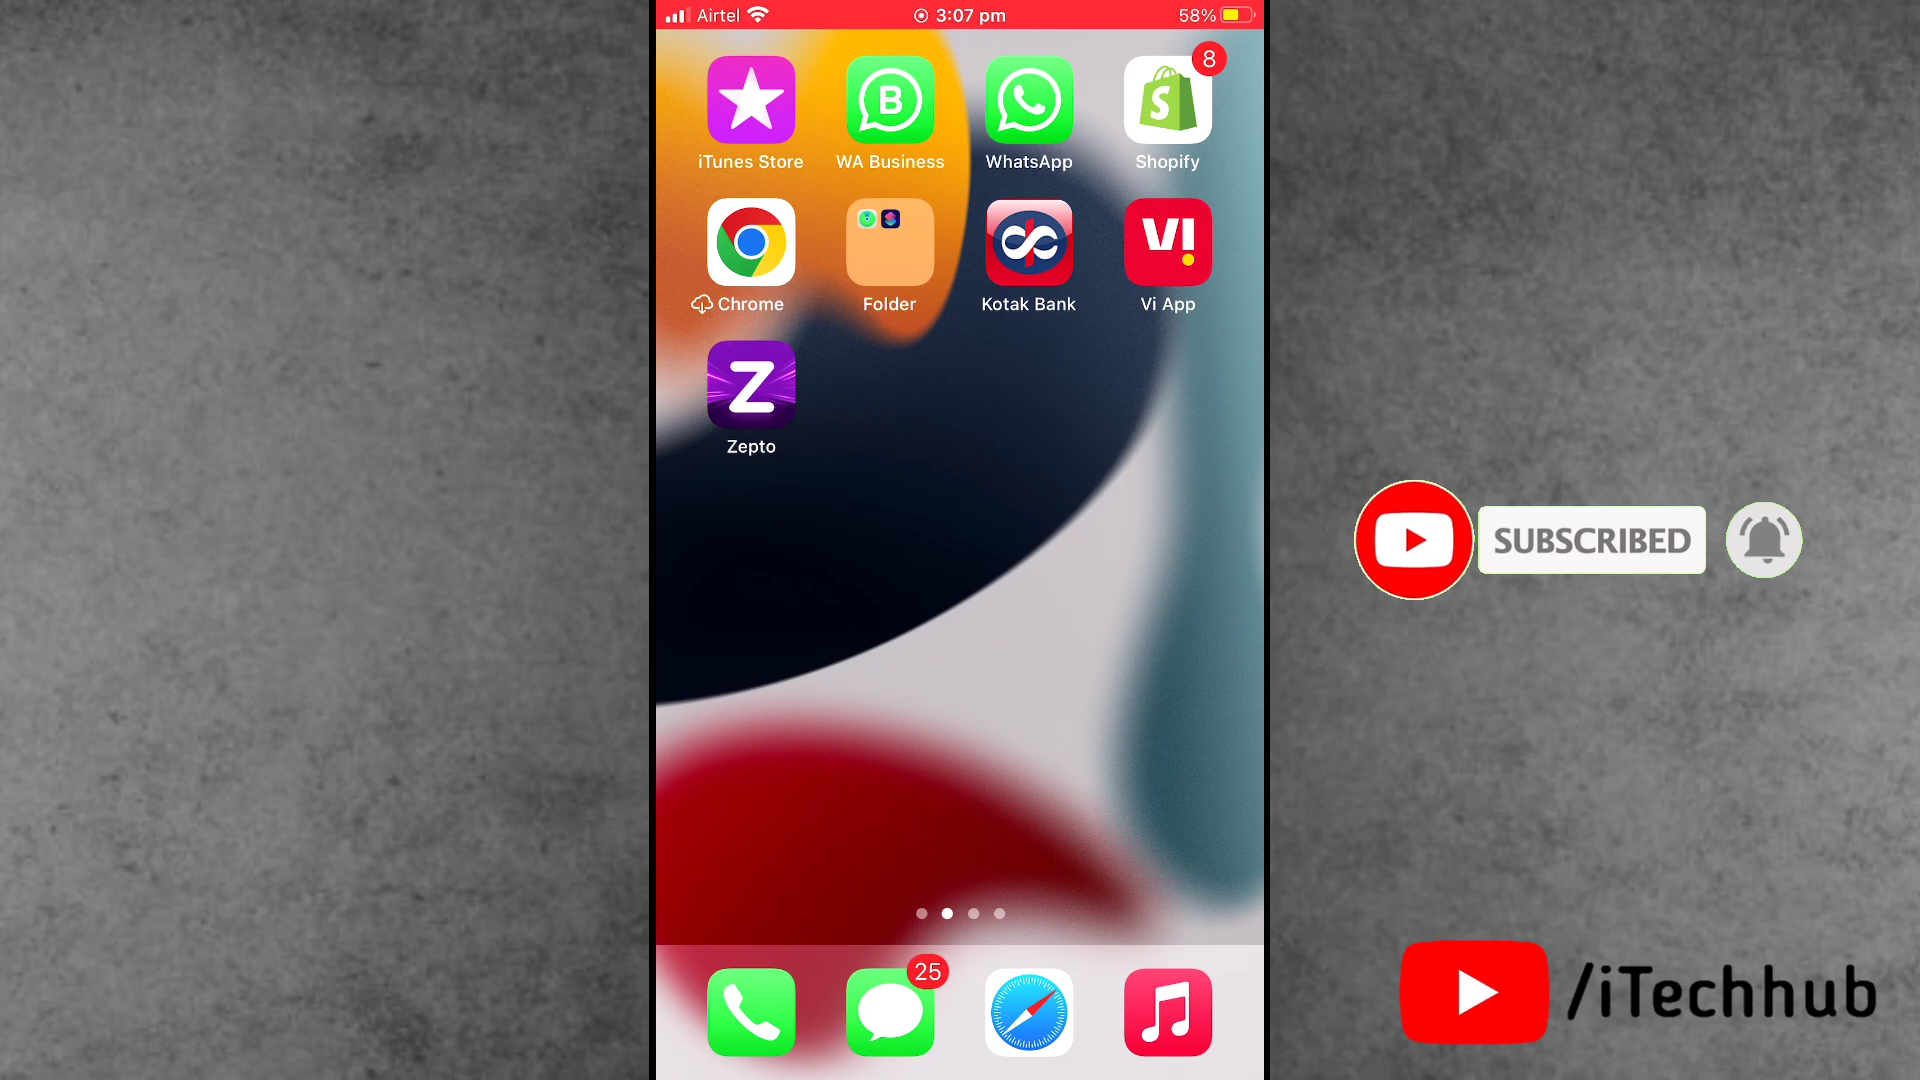 Airtel 3:07 pm 58%
8
iTunes Store WA Business WhatsApp Shopify
Chrome Folder Kotak Bank Vi App
Zepto
SUBSCRIBED
25
/iTechhub